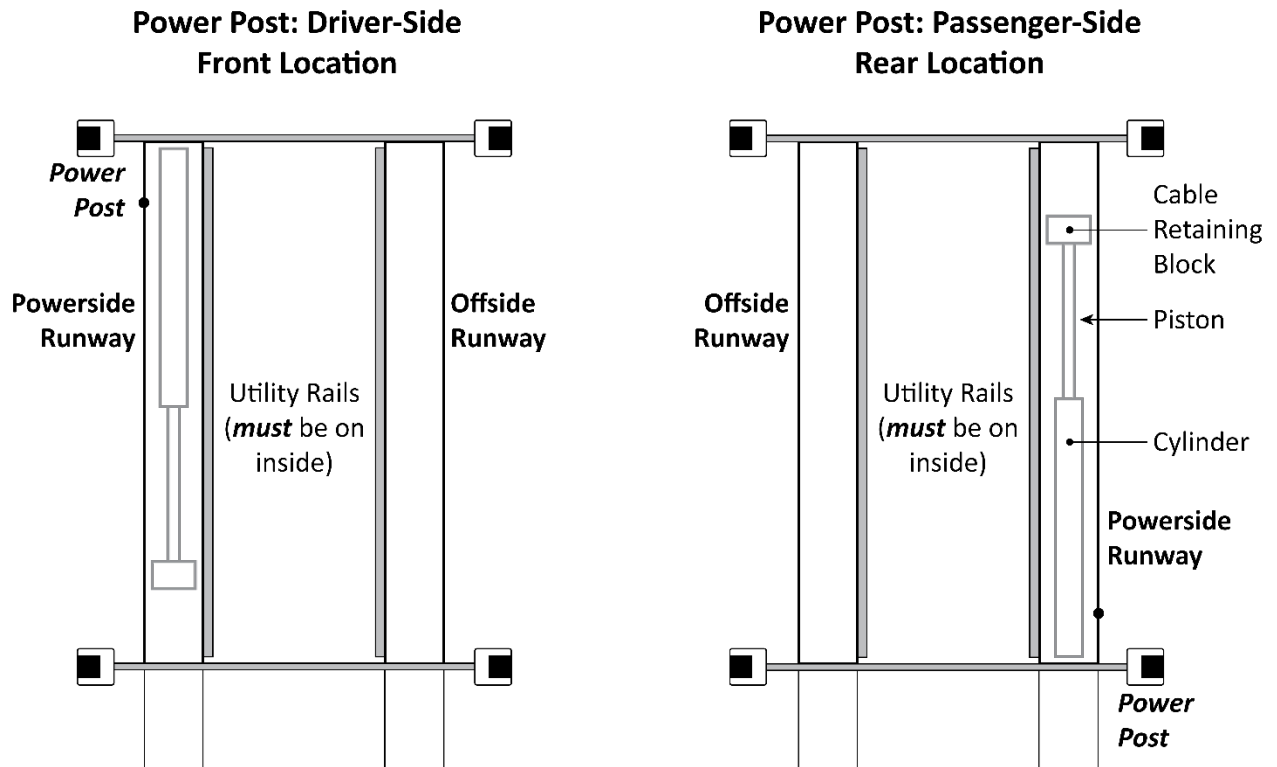 Power Post: Driver-Side
Front Location
Power
Post
Powerside
Runway
Offside
Runway
Utility Rails
(must be on
inside)
Power Post: Passenger-Side
Rear Location
Cable
Retaining
Block
Offside
Runway
Piston
Utility Rails
(must be on
inside)
Cylinder
Powerside
Runway
Power
Post